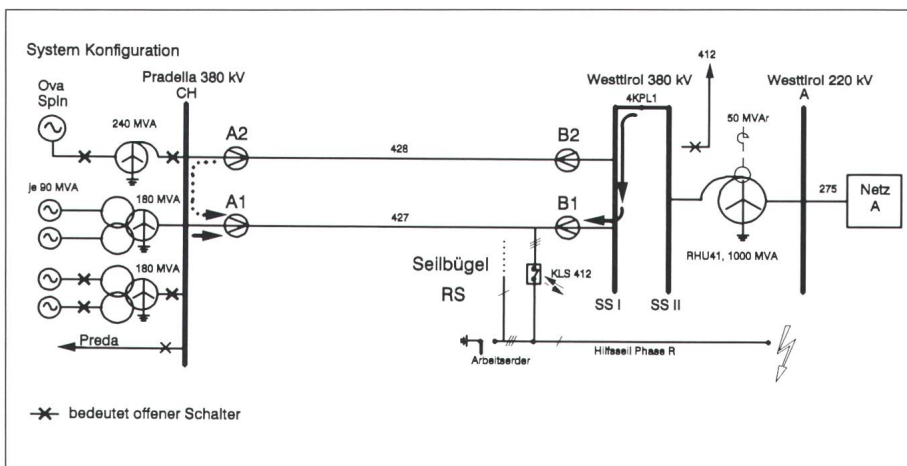 System Konfiguration
Ova
Spin
240 MVA
Pradella 380 kV
CH
A2
428
B2
Westtirol 380 kV
4KPL1
412
Westtirol 220 kV
A
50 MVAr
je 90 MVA
180 MVA
A1
427
B1
275
Netz
A
180 MVA
Seilbügel
RS
KLS 412
RHU41, 1000 MVA
SS I
SS II
Preda
Arbeitserder
Hilfsseil Phase R
bedeutet offener Schalter